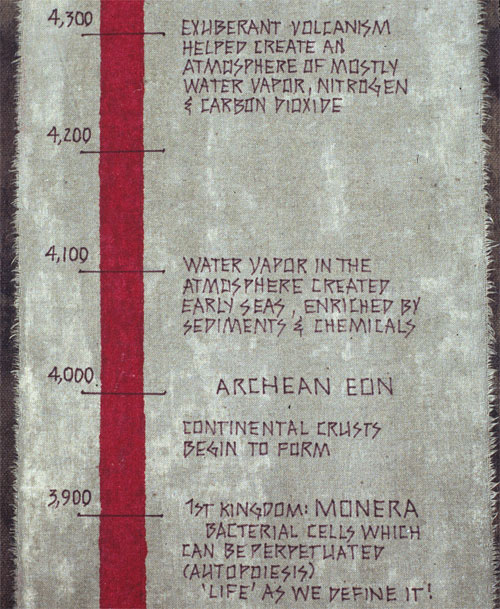 4,300
EXUBERANT VOLCANISM
HELPED CREATE AN
ATMOSPHERE OF MOSTLY
WATER VAPOR, NITROGEN
& CARBON DIOXIDE
4,200
4,100
WATER VAPOR IN THE
ATMOSPHERE CREATED
EARLY SEAS, ENRICHED BY
SEDIMENTS & CHEMICALS
4,000
ARCHEAN EON
CONTINENTAL CRUSTS
BEGIN TO FORM
3,900
1ST KINGDOM: MONERA
BACTERIAL CELLS WHICH
CAN BE PERPETUATED
(AUTOPOIESIS)
'LIFE' AS WE DEFINE IT!